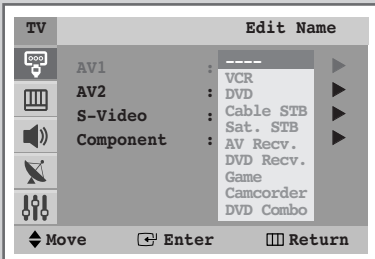 TV Edit Name
AV1 :
AV2 :
S-Video :
Component :
----
VCR
DVD
Cable STB
Sat. STB
AV Recv.
DVD Recv.
Game
Camcorder
DVD Combo
Move Enter Return